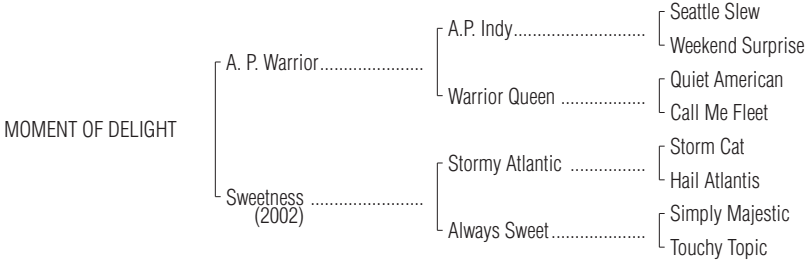 Seattle Slew
A.P. Indy
Weekend Surprise
A. P. Warrior
Quiet American
Warrior Queen
Call Me Fleet
MOMENT OF DELIGHT
Storm Cat
Stormy Atlantic
Hail Atlantis
Sweetness
(2002)
Simply Majestic
Always Sweet
Touchy Topic